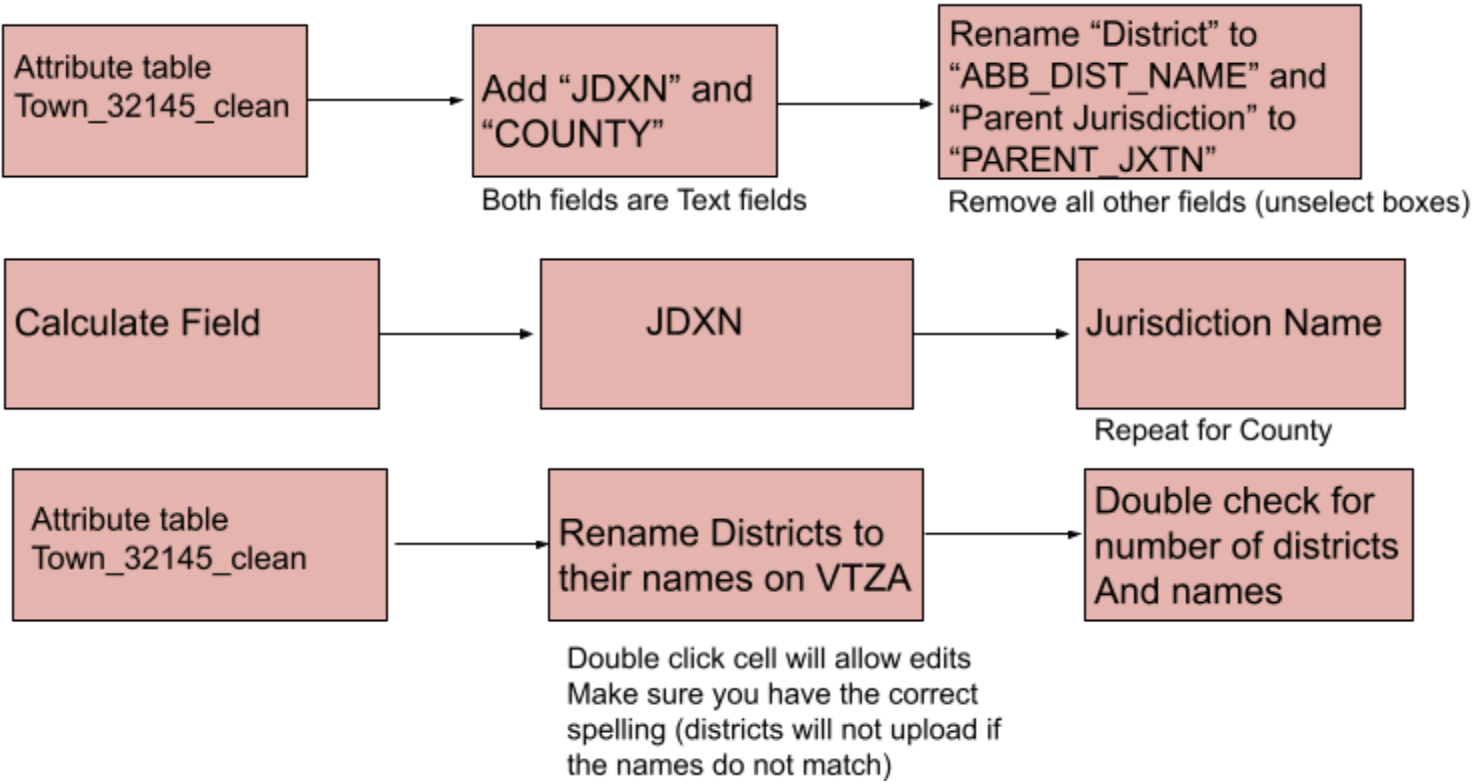 Attribute table
Town_32145_clean
Add “JDXN” and
“COUNTY”
Both fields are Text fields
Rename “District” to
“ABB_DIST_NAME” and
“Parent Jurisdiction” to
“PARENT_JXTN”
Remove all other fields (unselect boxes)
Calculate Field
JDXN
Jurisdiction Name
Repeat for County
Attribute table
Town_32145_clean
Rename Districts to
their names on VTZA
Double click cell will allow edits
Make sure you have the correct
spelling (districts will not upload if
the names do not match)
Double check for
number of districts
And names